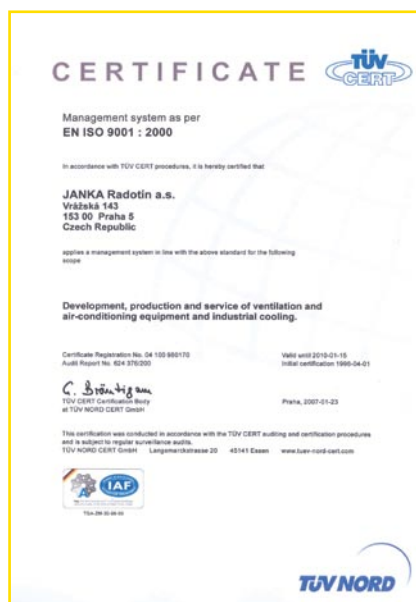 CERTIFICATE
TÜV
CERT
Management system as per
EN ISO 9001 : 2000
In accordance with TÜV CERT procedures, it is hereby certified that
JANKA Radotín a.s.
Vrážská 143
153 00 Praha 5
Czech Republic
applies a management system in line with the above standard for the following
scope
Development, production and service of ventilation and
air-conditioning equipment and industrial cooling.
Certificate Registration No. 04 100 980170
Audit Report No. 624 376/200
Valid until 2010-01-15
Initial certification 1998-04-01
TÜV CERT Certification Body
at TÜV NORD CERT GmbH
Praha, 2007-01-23
This certification was conducted in accordance with the TÜV CERT auditing and certification procedures
and is subject to regular surveillance audits.
TÜV NORD CERT GmbH Langemarckstrasse 20 45141 Essen www.tuev-nord-cert.com
IAF
TÜV NORD